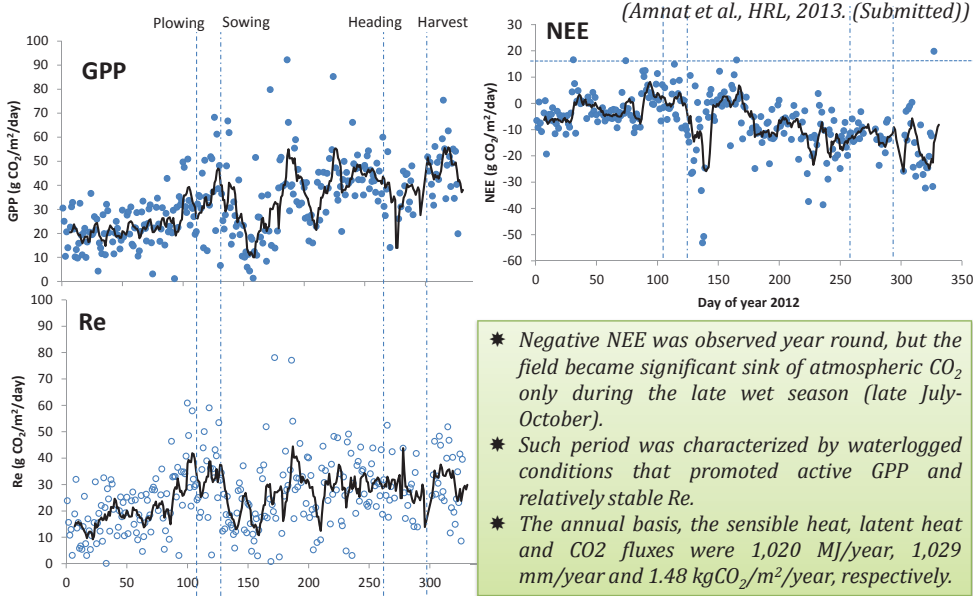 (Amnat et al., HRL, 2013. (Submitted))
Plowing Sowing Heading Harvest
GPP
GPP (g CO₂/m²/day)
100
90
80
70
60
50
40
30
20
10
0
NEE
NEE (g CO₂/m²/day)
30
20
10
0
-10
-20
-30
-40
-50
-60
0 50 100 150 200 250 300 350
Day of year 2012
Re
Re (g CO₂/m²/day)
100
90
80
70
60
50
40
30
20
10
0
0 50 100 150 200 250 300
Negative NEE was observed year round, but the
field became significant sink of atmospheric CO₂
only during the late wet season (late July-
October).
Such period was characterized by waterlogged
conditions that promoted active GPP and
relatively stable Re.
The annual basis, the sensible heat, latent heat
and CO2 fluxes were 1,020 MJ/year, 1,029
mm/year and 1.48 kgCO₂/m²/year, respectively.